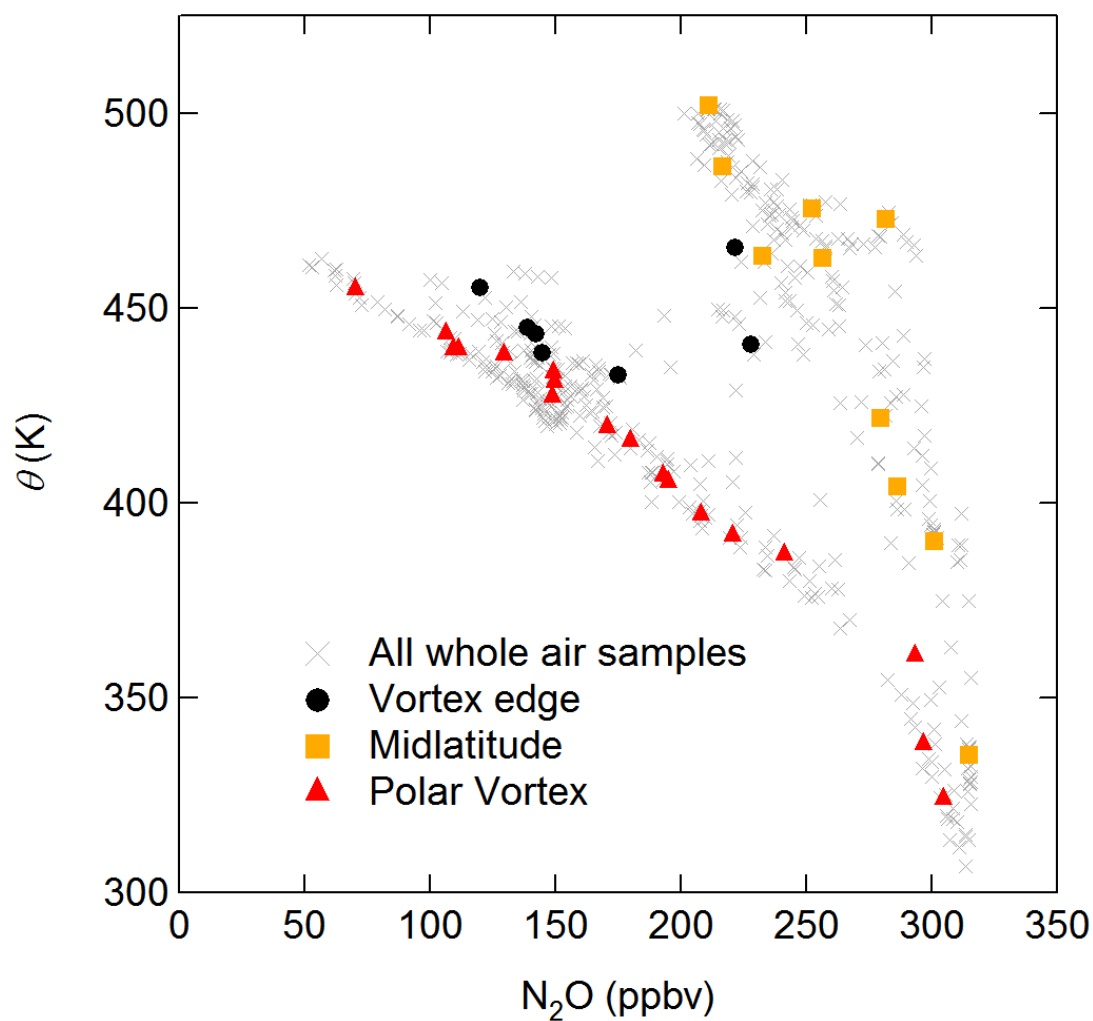 500
450
400
350
300
θ (K)
All whole air samples
Vortex edge
Midlatitude
Polar Vortex
0 50 100 150 200 250 300 350
N₂O (ppbv)